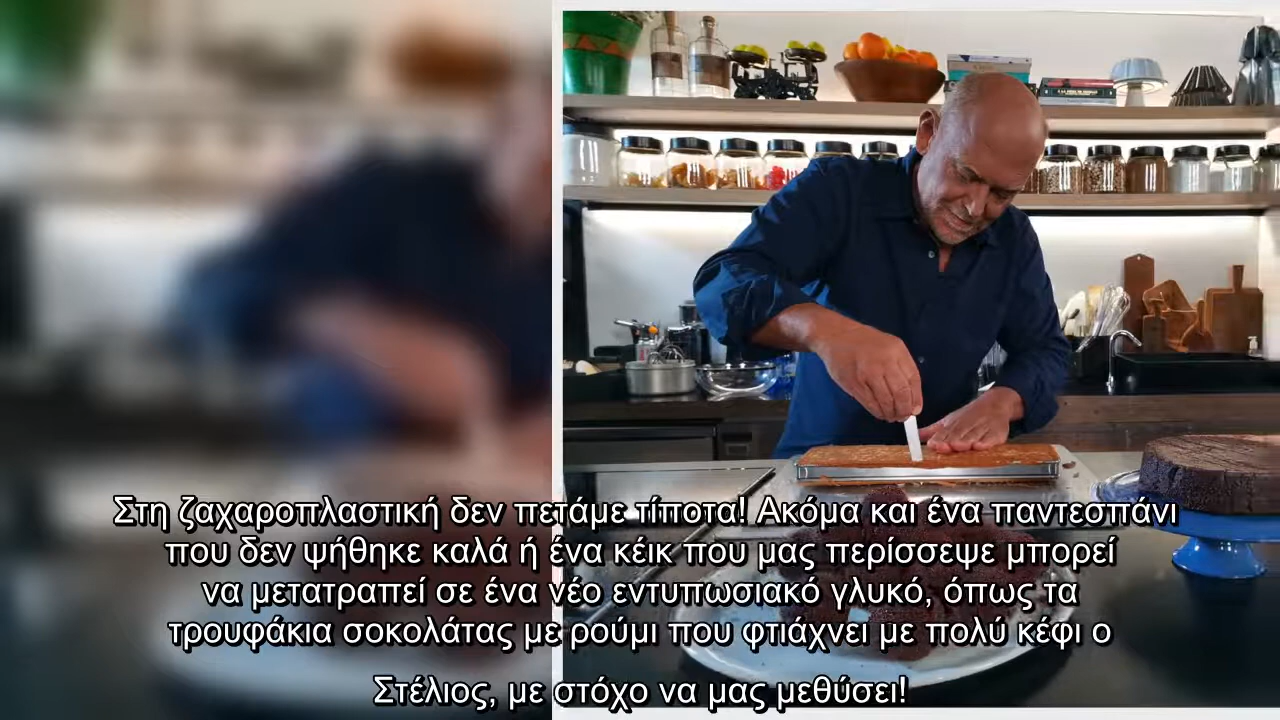 Στη ζαχαροπλαστική δεν πετάμε τίποτα! Ακόμα και ένα παντεσπάνι
που δεν ψήθηκε καλά ή ένα κέικ που μας περίσσεψε μπορεί
να μετατραπεί σε ένα νέο εντυπωσιακό γλυκό, όπως τα
τρουφάκια σοκολάτας με ρούμι που φτιάχνει με πολύ κέφι ο
Στέλιος, με στόχο να μας μεθύσει!